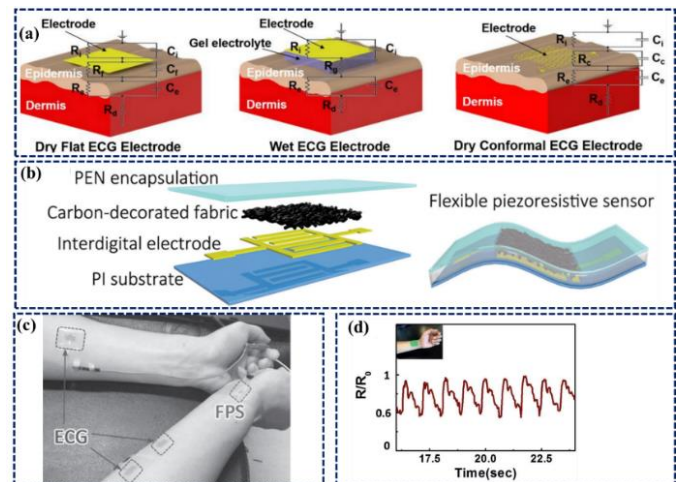 (a)
Electrode
Electrode
Electrode
Gel electrolyte
Epidermis
Epidermis
Epidermis
Dermis
Dermis
Dermis
Ri
Rf
Re
Rd
Ci
Cf
Ce
Ri
Rg
Re
Rd
Ci
Ce
Ri
Rc
Re
Rd
Ci
Cc
Ce
Dry Flat ECG Electrode
Wet ECG Electrode
Dry Conformal ECG Electrode
(b)
PEN encapsulation
Carbon-decorated fabric
Interdigital electrode
PI substrate
Flexible piezoresistive sensor
(c)
ECG
FPS
(d)
R/R0
1
0.6
0
17.5
20.0
22.5
Time(sec)